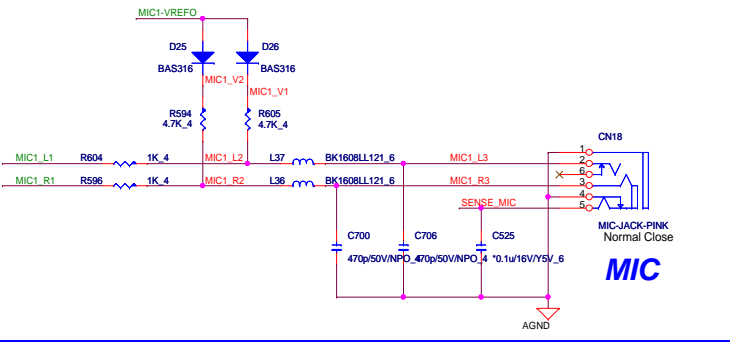 MIC1-VREFO
D25
D26
BAS316
BAS316
MIC1_V2
MIC1_V1
R594
4.7K_4
R605
4.7K_4
CN18
MIC1_L1
R604
1K_4
MIC1_L2
L37
BK1608LL121_6
MIC1_L3
1
2
6
MIC1_R1
R596
1K_4
MIC1_R2
L36
BK1608LL121_6
MIC1_R3
3
4
SENSE_MIC
5
MIC-JACK-PINK
Normal Close
C700
470p/50V/NPO_4
C706
470p/50V/NPO_4
C525
*0.1u/16V/Y5V_6
MIC
AGND